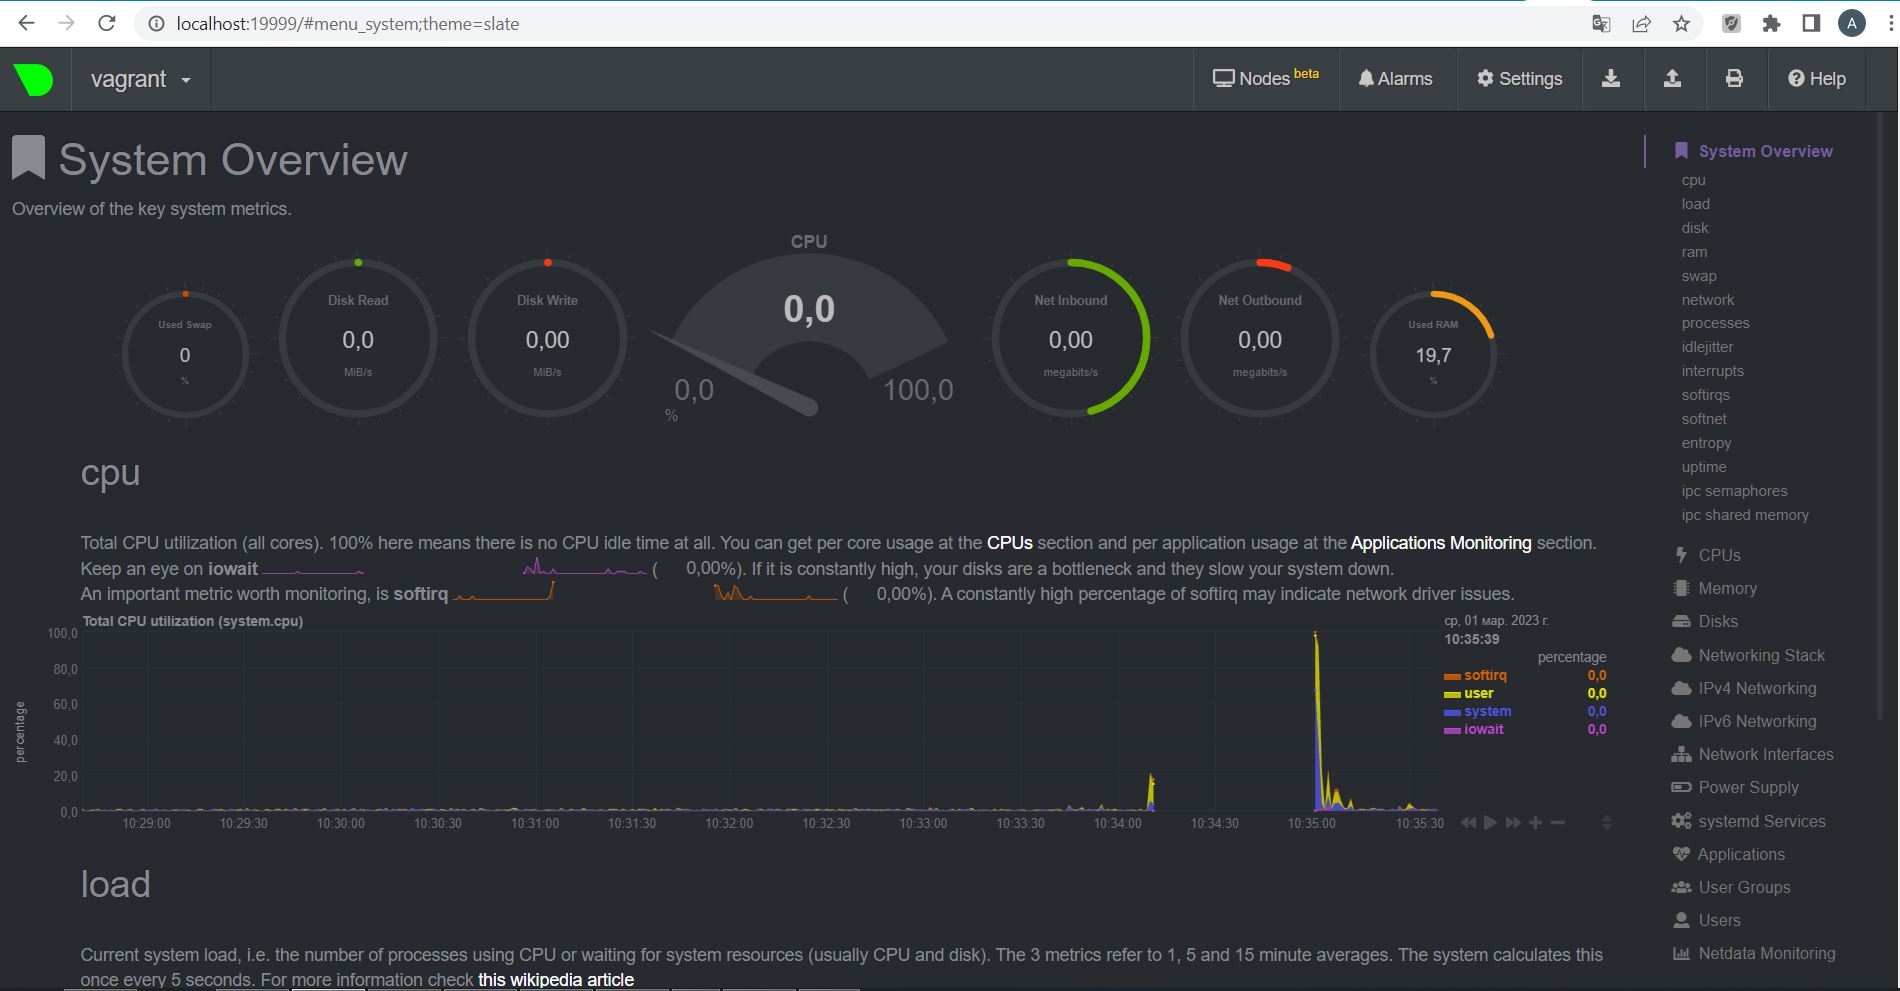 localhost:19999/#menu_system;theme=slate
A
vagrant
Nodes beta
Alarms
Settings
Help
System Overview
Overview of the key system metrics.
Used Swap
0
%
Disk Read
0,0
MiB/s
Disk Write
0,00
MiB/s
CPU
0,0
0,0
100,0
%
Net Inbound
0,00
megabits/s
Net Outbound
0,00
megabits/s
Used RAM
19,7
%
cpu
Total CPU utilization (all cores). 100% here means there is no CPU idle time at all. You can get per core usage at the CPUs section and per application usage at the Applications Monitoring section.
Keep an eye on iowait ( 0,00%). If it is constantly high, your disks are a bottleneck and they slow your system down.
An important metric worth monitoring, is softirq ( 0,00%). A constantly high percentage of softirq may indicate network driver issues.
Total CPU utilization (system.cpu)
percentage
100,0
80,0
60,0
40,0
20,0
0,0
10:29:00 10:29:30 10:30:00 10:30:30 10:31:00 10:31:30 10:32:00 10:32:30 10:33:00 10:33:30 10:34:00 10:34:30 10:35:00 10:35:30
ср, 01 мар. 2023 г.
10:35:39
percentage
softirq 0,0
user 0,0
system 0,0
iowait 0,0
load
Current system load, i.e. the number of processes using CPU or waiting for system resources (usually CPU and disk). The 3 metrics refer to 1, 5 and 15 minute averages. The system calculates this
once every 5 seconds. For more information check this wikipedia article
System Overview
cpu
load
disk
ram
swap
network
processes
idlejitter
interrupts
softirqs
softnet
entropy
uptime
ipc semaphores
ipc shared memory
CPUs
Memory
Disks
Networking Stack
IPv4 Networking
IPv6 Networking
Network Interfaces
Power Supply
systemd Services
Applications
User Groups
Users
Netdata Monitoring